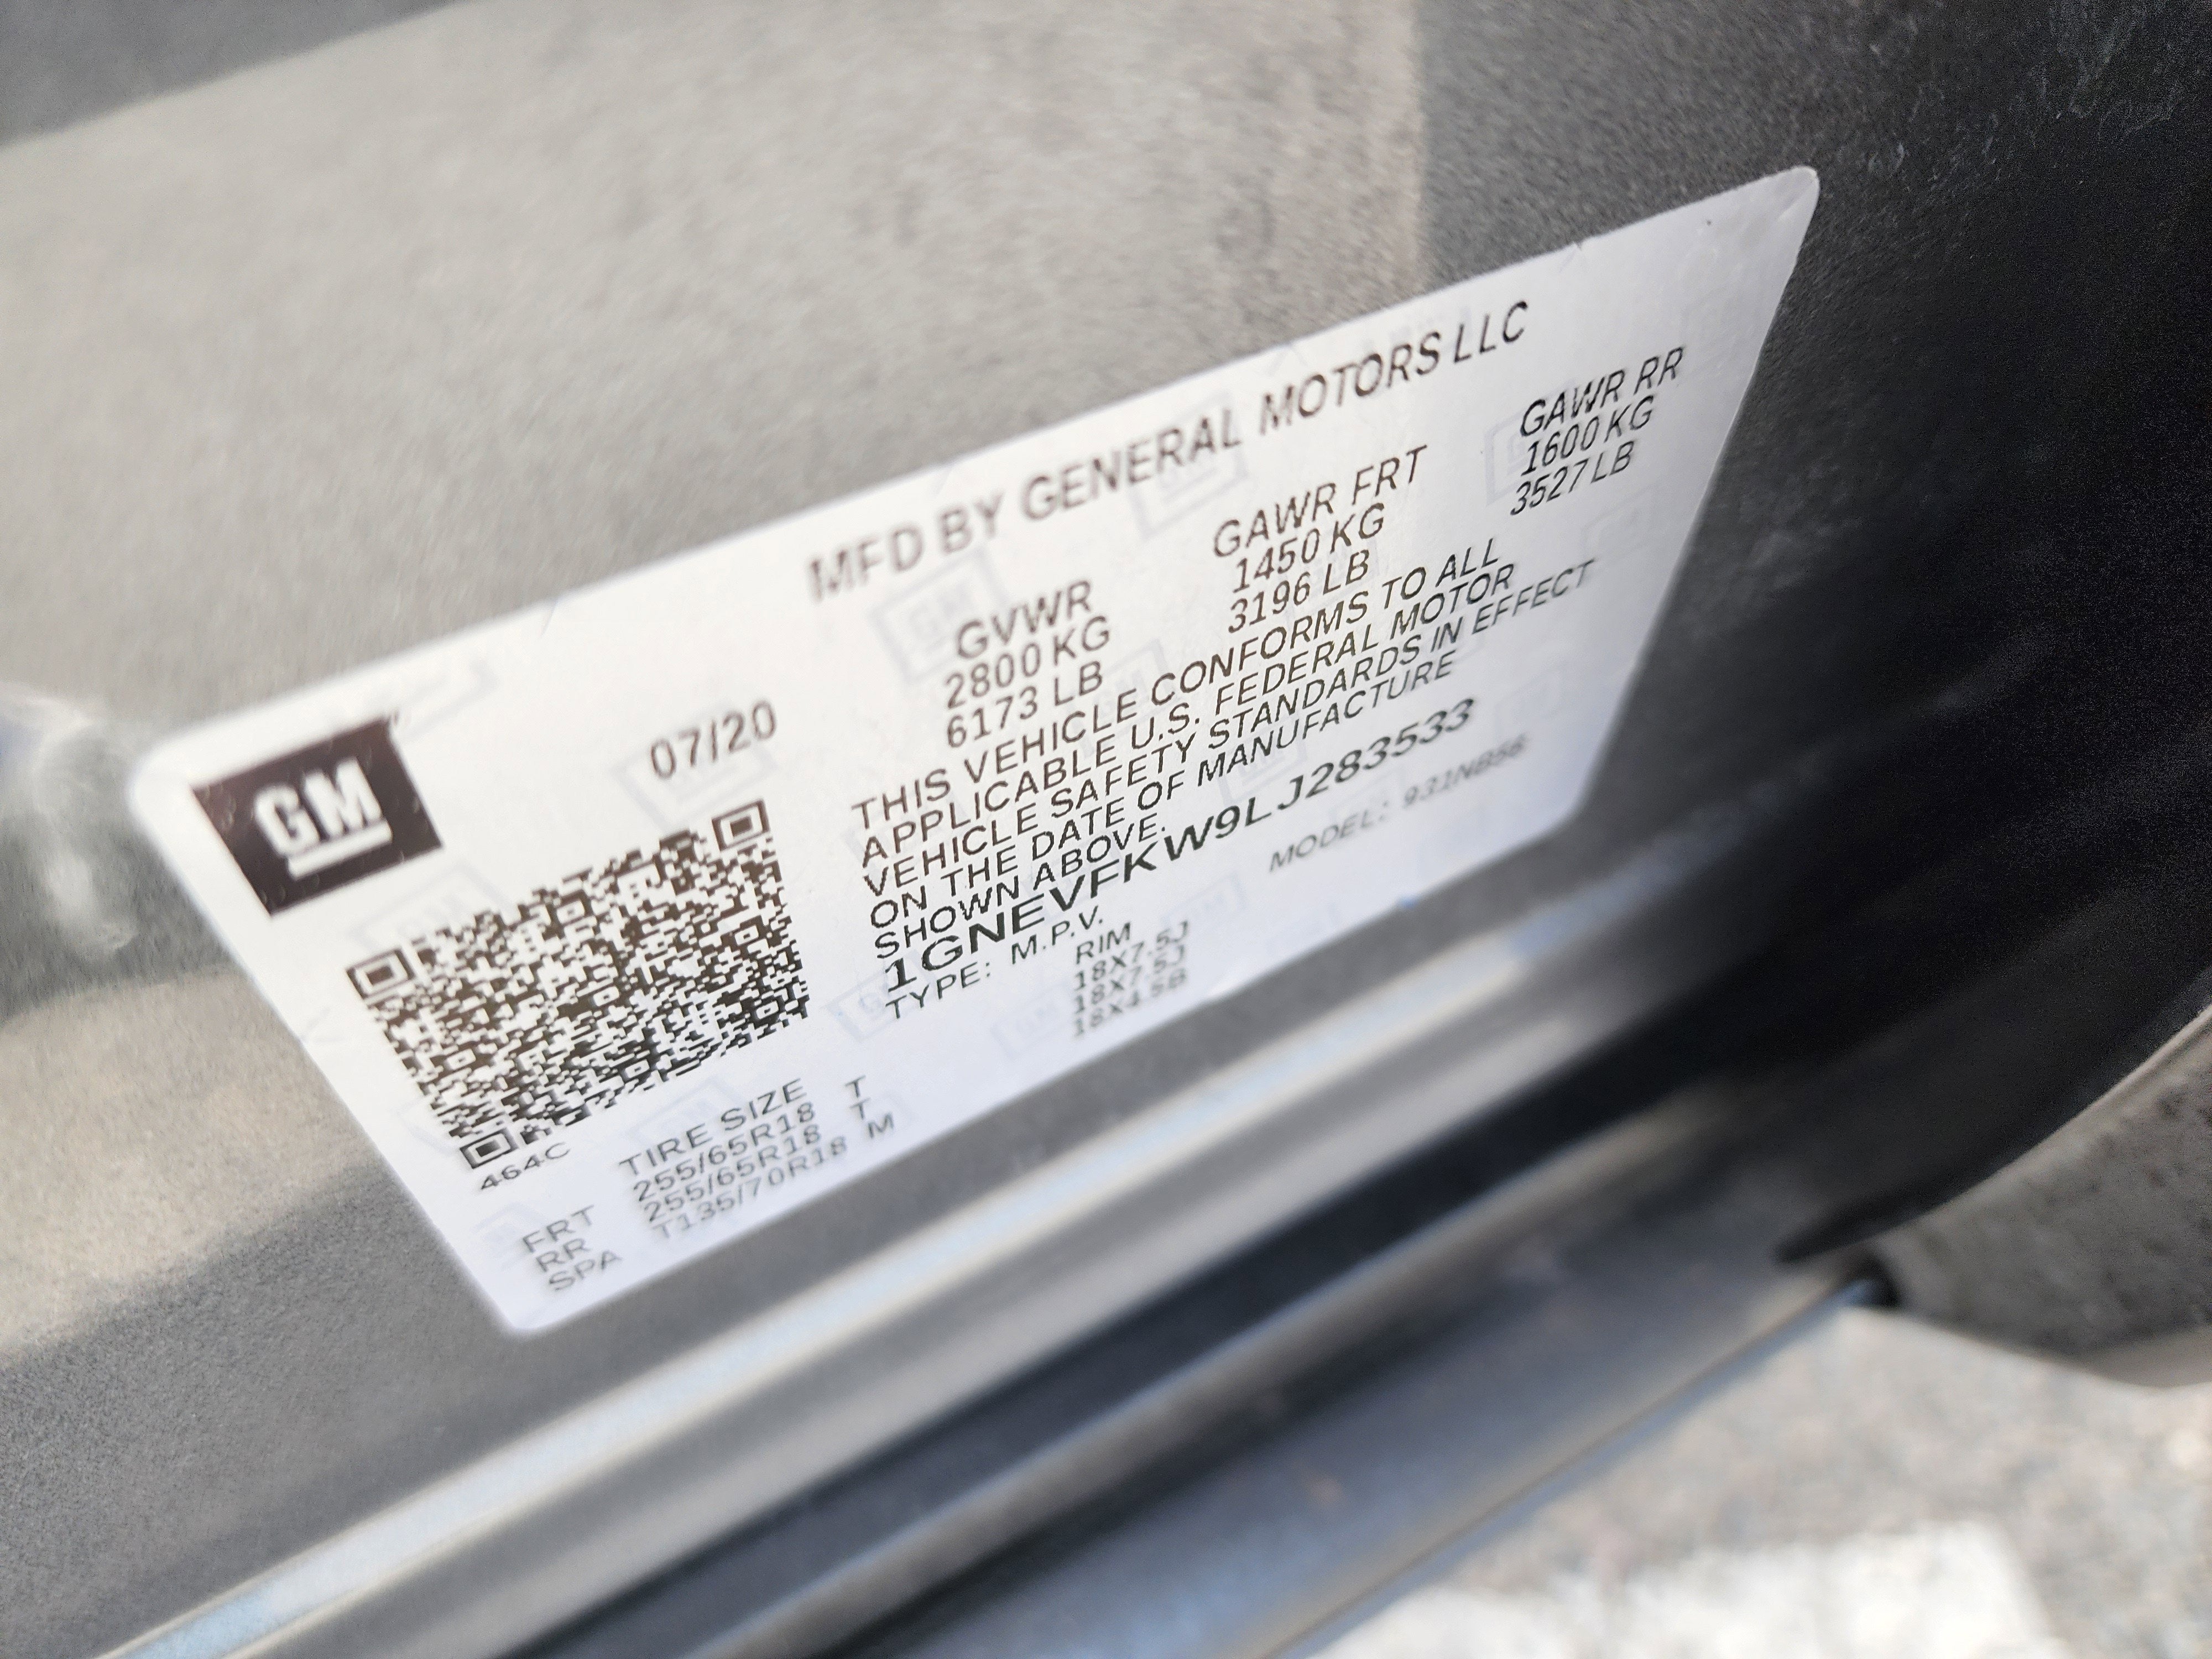 MFD BY GENERAL MOTORS LLC
GM
07/20
GVWR
2800 KG
6173 LB
GAWR FRT
1450 KG
3196 LB
GAWR RR
1600 KG
3527 LB
THIS VEHICLE CONFORMS TO ALL
APPLICABLE U.S. FEDERAL MOTOR
VEHICLE SAFETY STANDARDS IN EFFECT
ON THE DATE OF MANUFACTURE
SHOWN ABOVE.
1GNEVFKW9LJ283533
TYPE: M.P.V.
MODEL: 931NB56
464C
TIRE SIZE
RIM
FRT 255/65R18 T 18X7.5J
RR 255/65R18 T 18X7.5J
SPA T135/70R18 M 18X4.5B